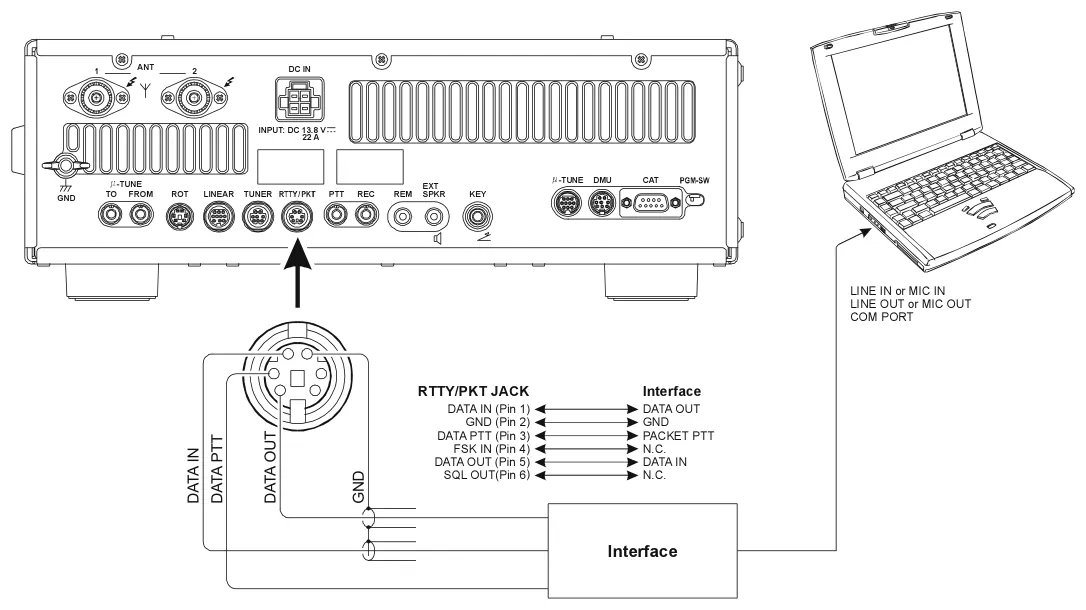 ANT
1
2
DC IN
INPUT: DC 13.8 V
22 A
GND
µ-TUNE
TO FROM
ROT
LINEAR
TUNER
RTTY/PKT
PTT
REC
REM
EXT
SPKR
KEY
µ-TUNE
DMU
CAT
PGM-SW
LINE IN or MIC IN
LINE OUT or MIC OUT
COM PORT
RTTY/PKT JACK Interface
DATA IN (Pin 1) DATA OUT
GND (Pin 2) GND
DATA PTT (Pin 3) PACKET PTT
FSK IN (Pin 4) N.C.
DATA OUT (Pin 5) DATA IN
SQL OUT(Pin 6) N.C.
DATA IN
DATA PTT
DATA OUT
GND
Interface